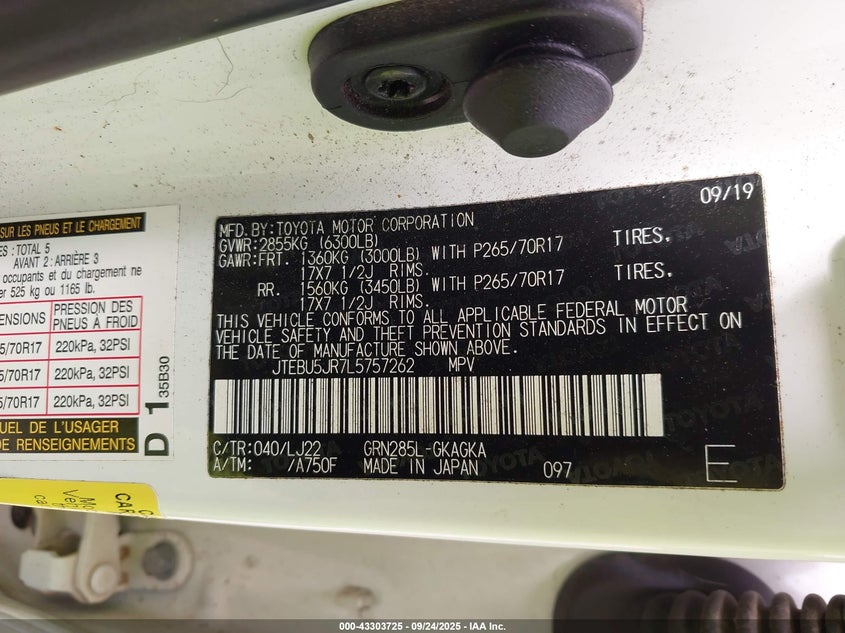 09/19
MFD. BY: TOYOTA MOTOR CORPORATION
GVWR: 2855KG (6300LB)
GAWR: FRT. 1360KG (3000LB) WITH P265/70R17 TIRES.
17X7 1/2J RIMS.
RR. 1560KG (3450LB) WITH P265/70R17 TIRES.
17X7 1/2J RIMS.
THIS VEHICLE CONFORMS TO ALL APPLICABLE FEDERAL MOTOR
VEHICLE SAFETY AND THEFT PREVENTION STANDARDS IN EFFECT ON
THE DATE OF MANUFACTURE SHOWN ABOVE.
JTEBU5JR7L5757262 MPV
C/TR: 040/LJ22 GRN285L-GKAGKA
A/TM: /A750F MADE IN JAPAN 097 E
SUR LES PNEUS ET LE CHARGEMENT
: TOTAL 5
AVANT 2: ARRIÈRE 3
occupants et du chargement ne
525 kg ou 1165 lb.
PRESSION DES
PNEUS À FROID
/70R17 220kPa, 32PSI
/70R17 220kPa, 32PSI
/70R17 220kPa, 32PSI
DE L'USAGER
DE RENSEIGNEMENTS
D 1 35B30
000-43303725 - 09/24/2025 - IAA Inc.